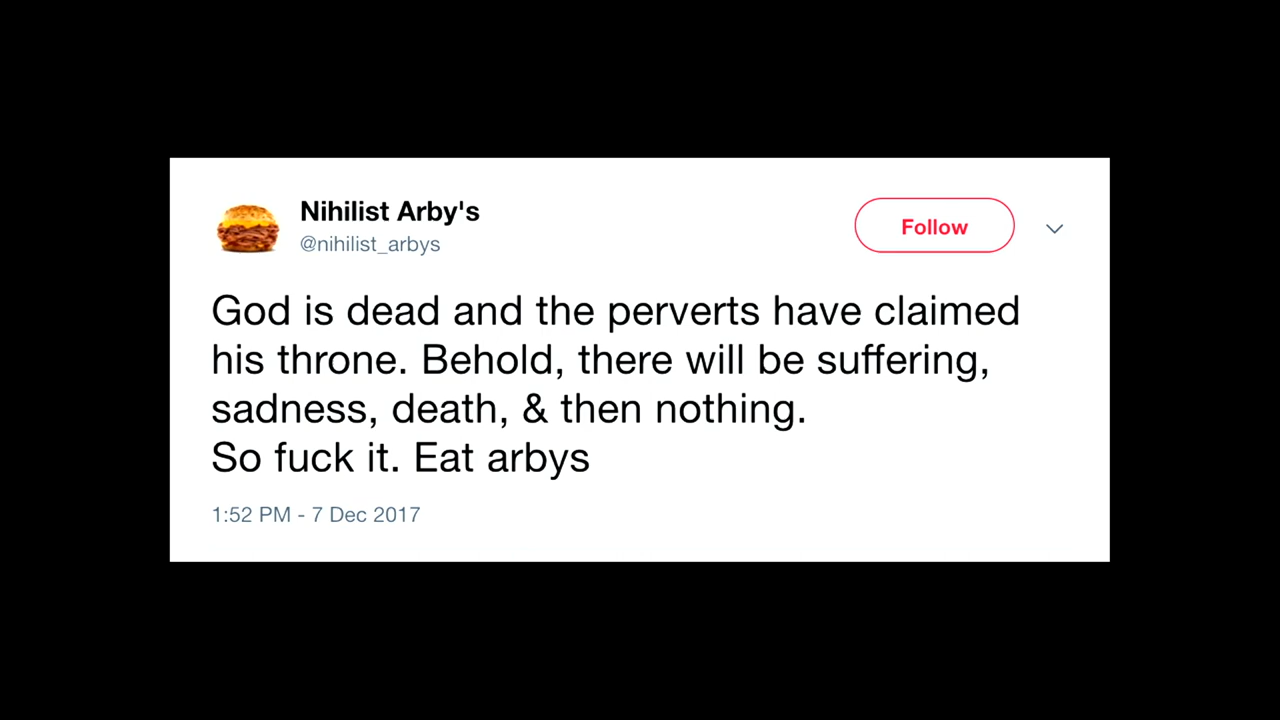 Nihilist Arby's
@nihilist_arbys
Follow
God is dead and the perverts have claimed
his throne. Behold, there will be suffering,
sadness, death, & then nothing.
So fuck it. Eat arbys
1:52 PM - 7 Dec 2017